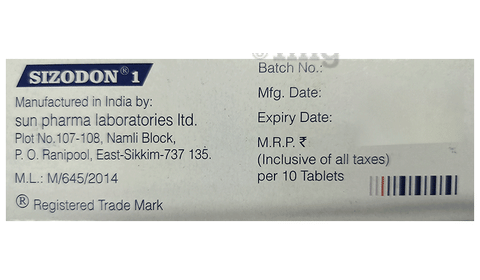 SIZODON® 1
Manufactured in India by:
sun pharma laboratories ltd.
Plot No.107-108, Namli Block,
P. O. Ranipool, East-Sikkim-737 135.
M.L.: M/645/2014
® Registered Trade Mark
Batch No.:
Mfg. Date:
Expiry Date:
M.R.P. ₹
(Inclusive of all taxes)
per 10 Tablets